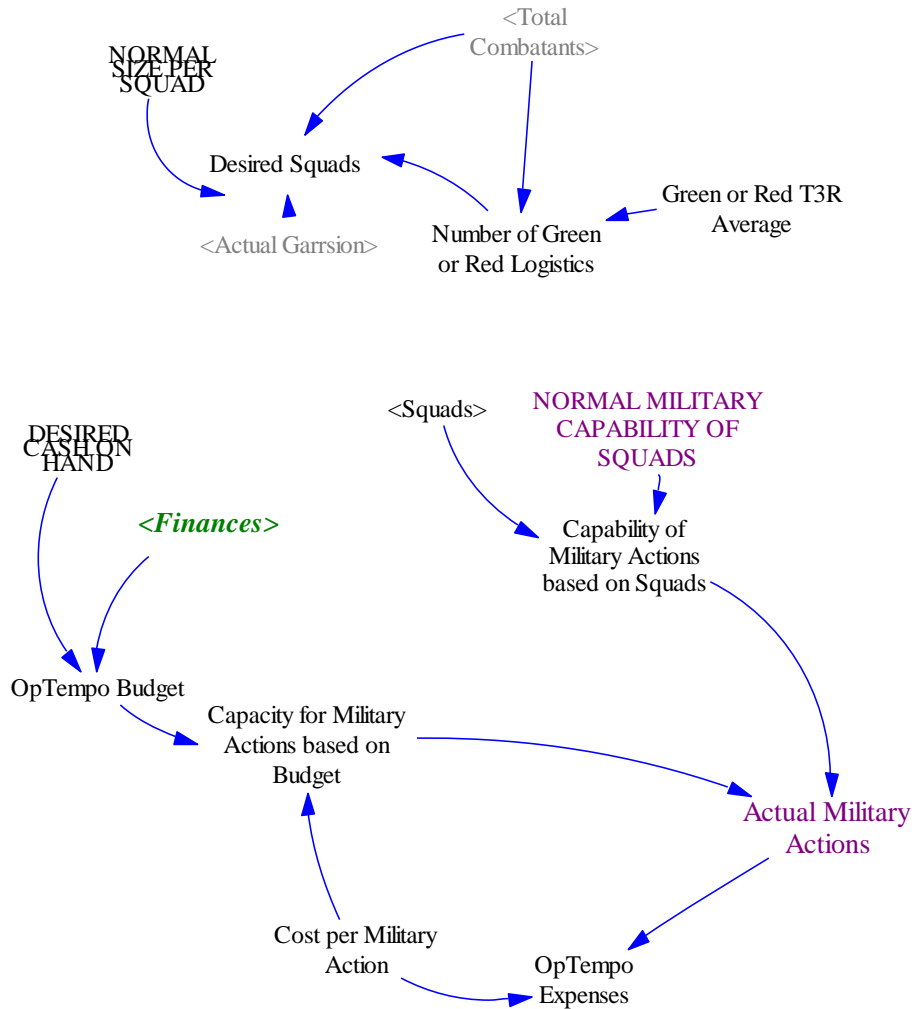 <Total
Combatants>
NORMAL
SIZE PER
SQUAD
Desired Squads
Green or Red T3R
Average
<Actual Garrsion>
Number of Green
or Red Logistics
<Squads>
NORMAL MILITARY
CAPABILITY OF
SQUADS
DESIRED
CASH ON
HAND
<Finances>
Capability of
Military Actions
based on Squads
OpTempo Budget
Capacity for Military
Actions based on
Budget
Actual Military
Actions
Cost per Military
Action
OpTempo
Expenses